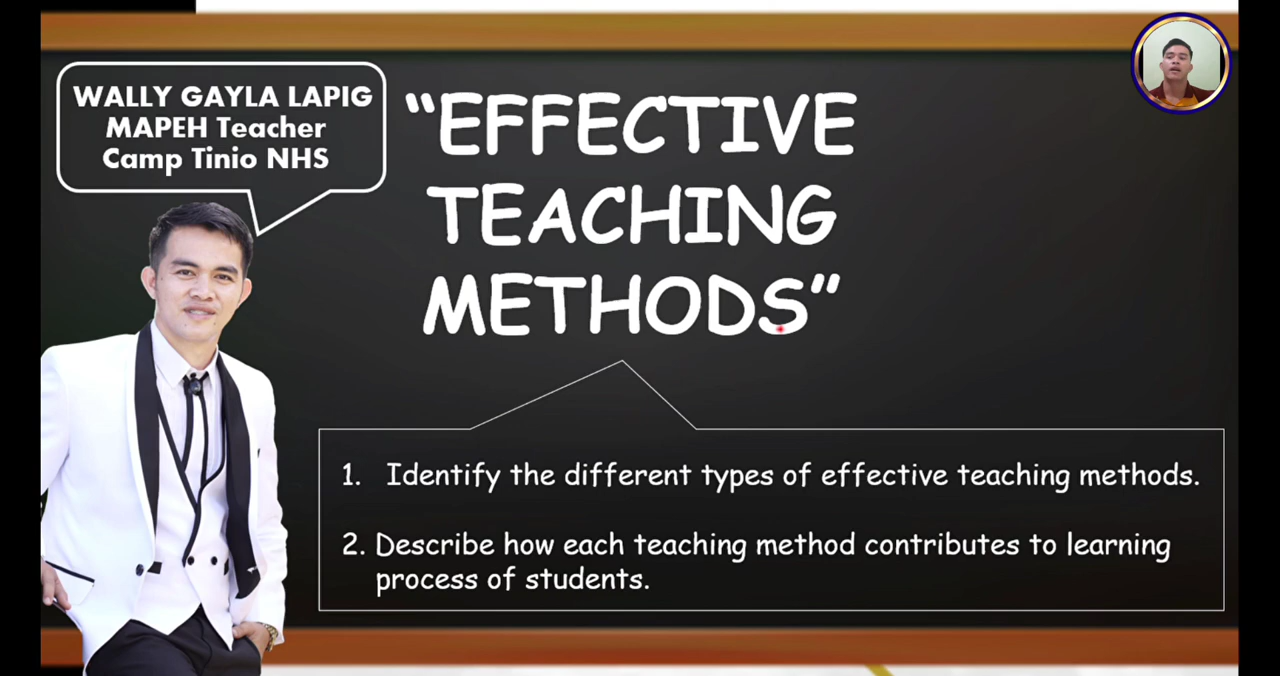 WALLY GAYLA LAPIG
MAPEH Teacher
Camp Tinio NHS
“EFFECTIVE
TEACHING
METHODS”
1. Identify the different types of effective teaching methods.
2. Describe how each teaching method contributes to learning
process of students.